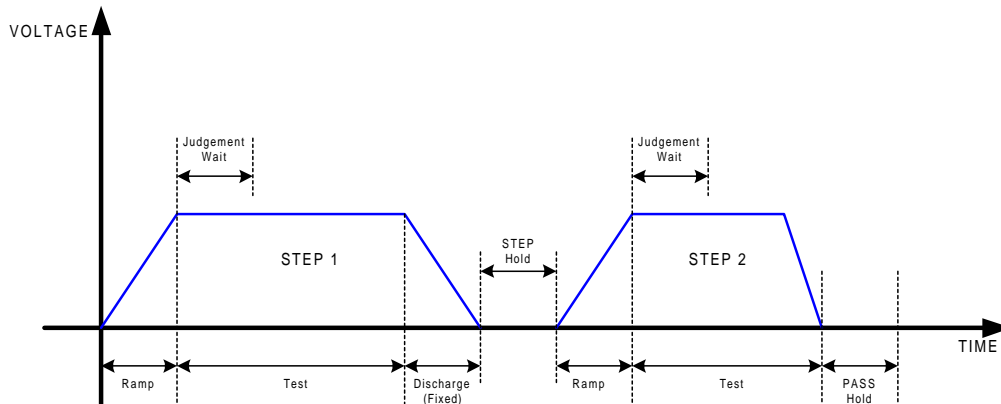 VOLTAGE
Judgement
Wait
Judgement
Wait
STEP 1
STEP
Hold
STEP 2
TIME
Ramp
Test
Discharge
(Fixed)
Ramp
Test
PASS
Hold